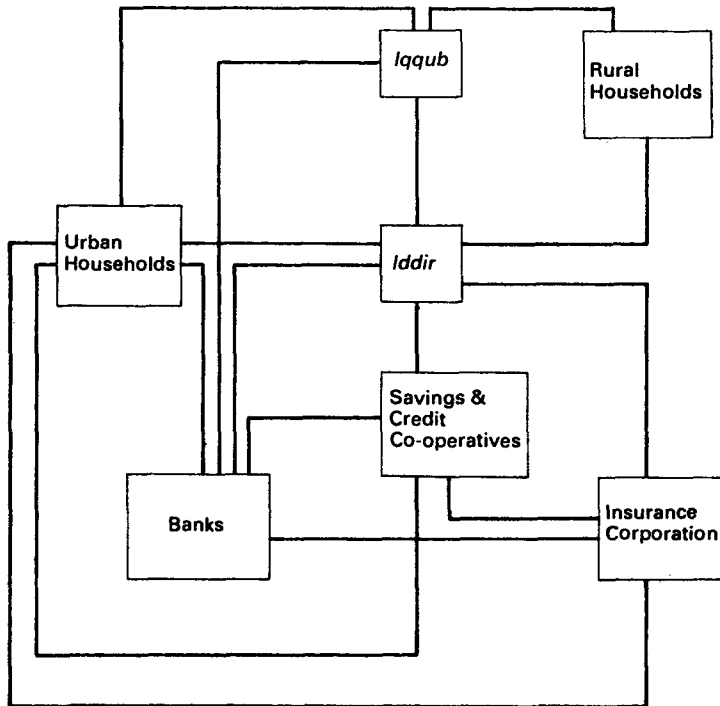 Iqqub
Rural
Households
Urban
Households
Iddir
Savings &
Credit
Co-operatives
Banks
Insurance
Corporation